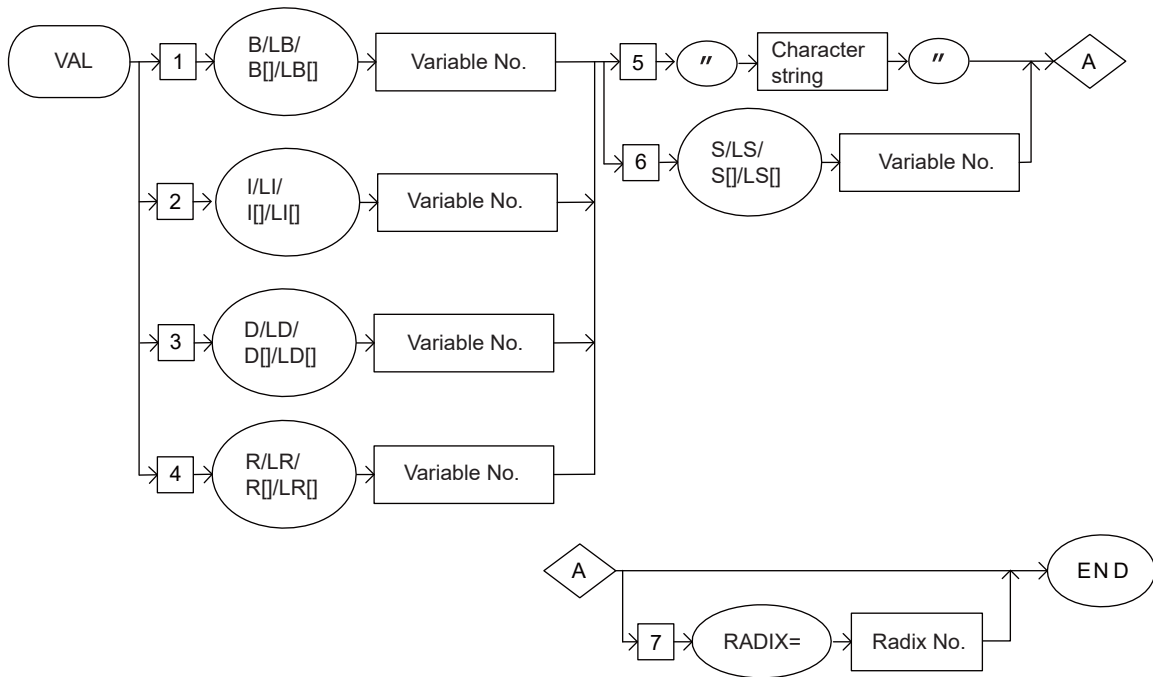 VAL
1
B/LB/
B[]/LB[]
Variable No.
5
"
Character
string
"
A
6
S/LS/
S[]/LS[]
Variable No.
2
I/LI/
I[]/LI[]
Variable No.
3
D/LD/
D[]/LD[]
Variable No.
4
R/LR/
R[]/LR[]
Variable No.
A
END
7
RADIX=
Radix No.